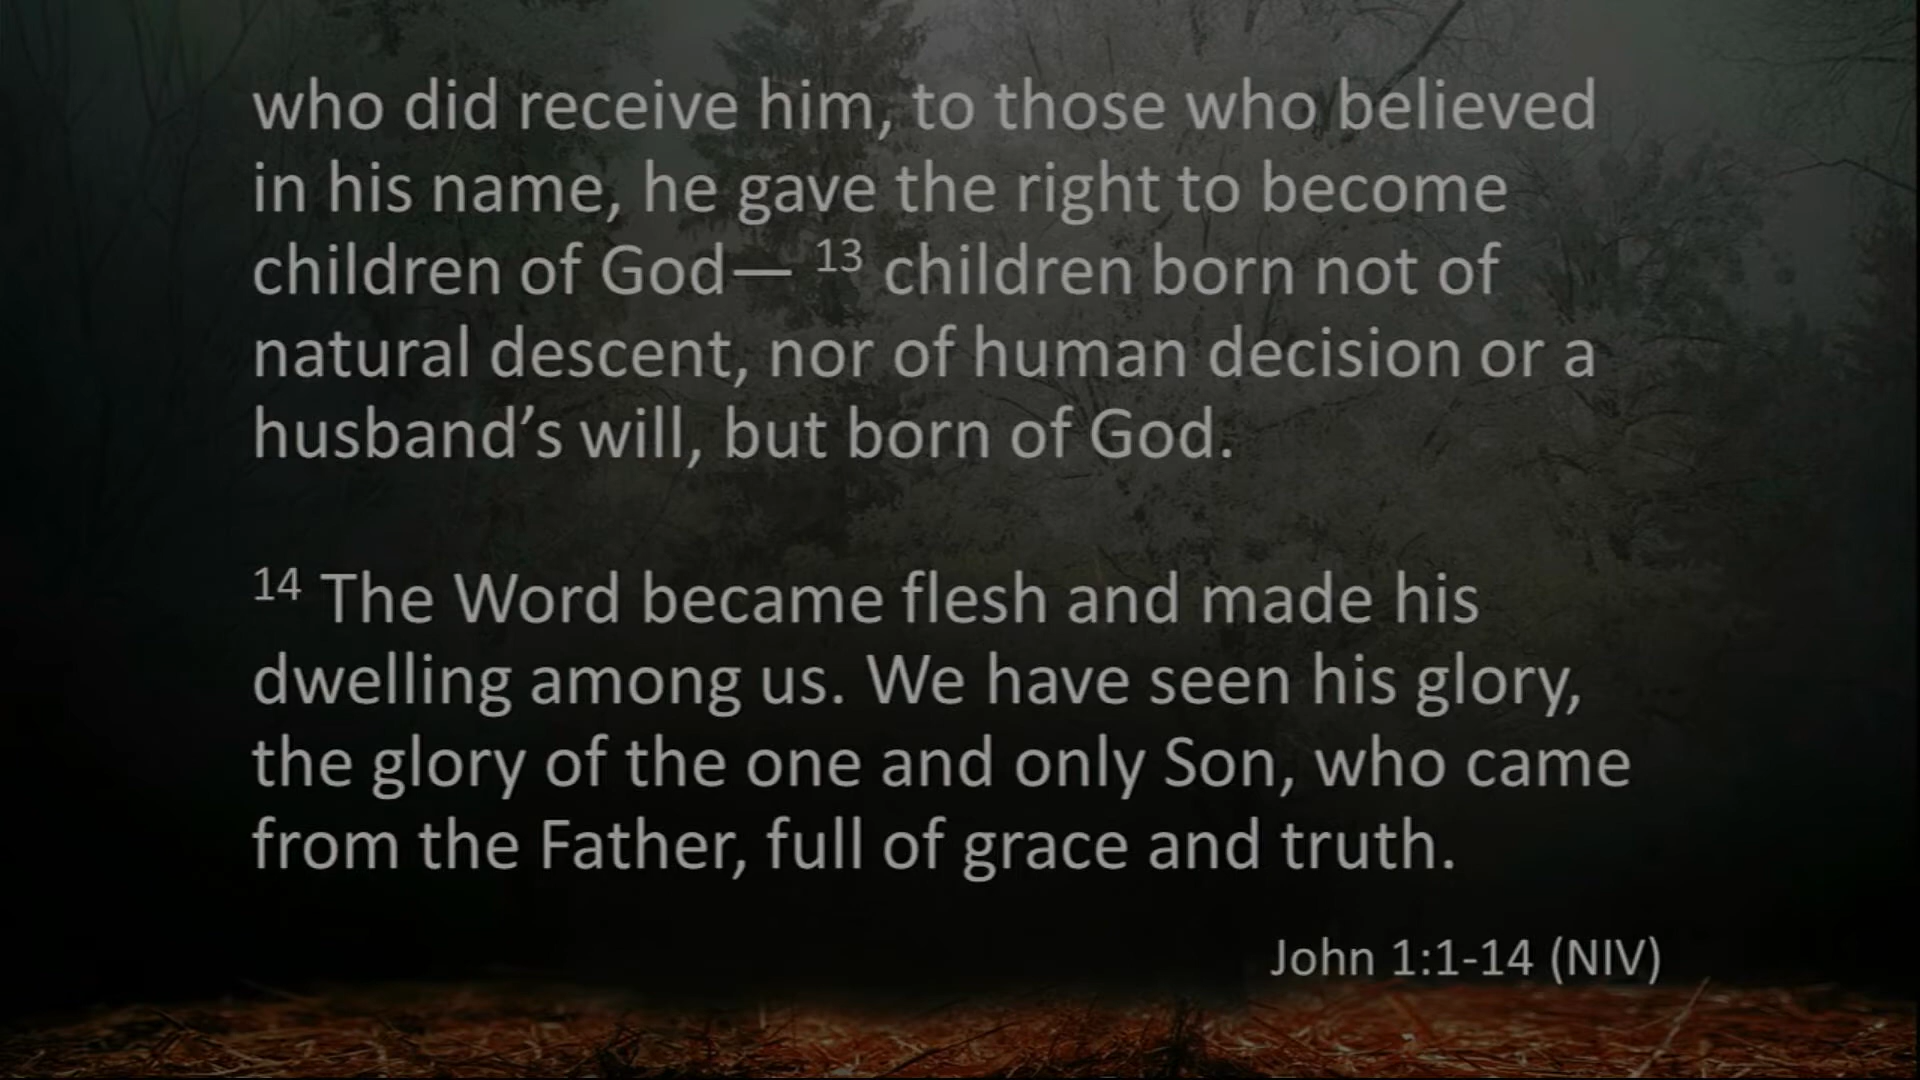 who did receive him, to those who believed
in his name, he gave the right to become
children of God— 13 children born not of
natural descent, nor of human decision or a
husband’s will, but born of God.
14 The Word became flesh and made his
dwelling among us. We have seen his glory,
the glory of the one and only Son, who came
from the Father, full of grace and truth.
John 1:1-14 (NIV)